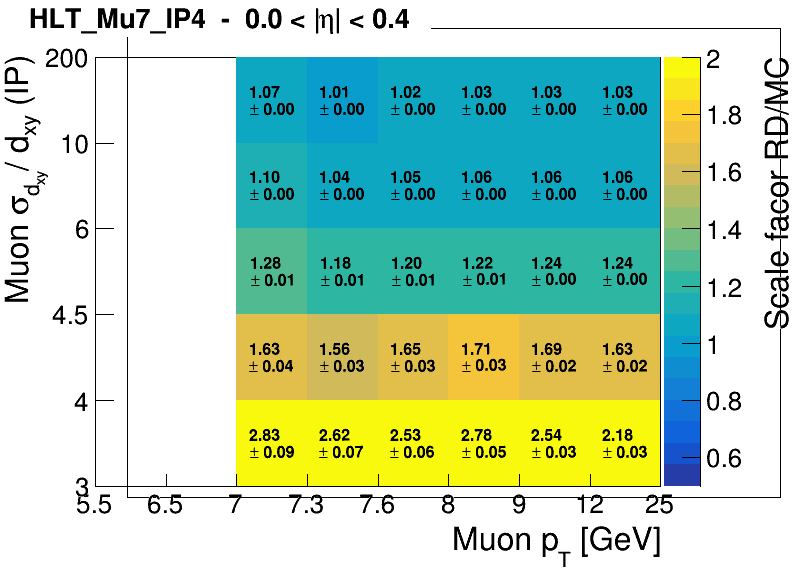 HLT_Mu7_IP4 - 0.0 < |η| < 0.4
Muon σ_{d_{xy}} / d_{xy} (IP)
200
10
6
4.5
4
3
1.07 1.01 1.02 1.03 1.03 1.03
± 0.00 ± 0.00 ± 0.00 ± 0.00 ± 0.00 ± 0.00
1.10 1.04 1.05 1.06 1.06 1.06
± 0.00 ± 0.00 ± 0.00 ± 0.00 ± 0.00 ± 0.00
1.28 1.18 1.20 1.22 1.24 1.24
± 0.01 ± 0.01 ± 0.01 ± 0.01 ± 0.00 ± 0.00
1.63 1.56 1.65 1.71 1.69 1.63
± 0.04 ± 0.03 ± 0.03 ± 0.03 ± 0.02 ± 0.02
2.83 2.62 2.53 2.78 2.54 2.18
± 0.09 ± 0.07 ± 0.06 ± 0.05 ± 0.03 ± 0.03
5.5 6.5 7 7.3 7.6 8 9 12 25
Muon p_T [GeV]
2
1.8
1.6
1.4
1.2
1
0.8
0.6
Scale facor RD/MC